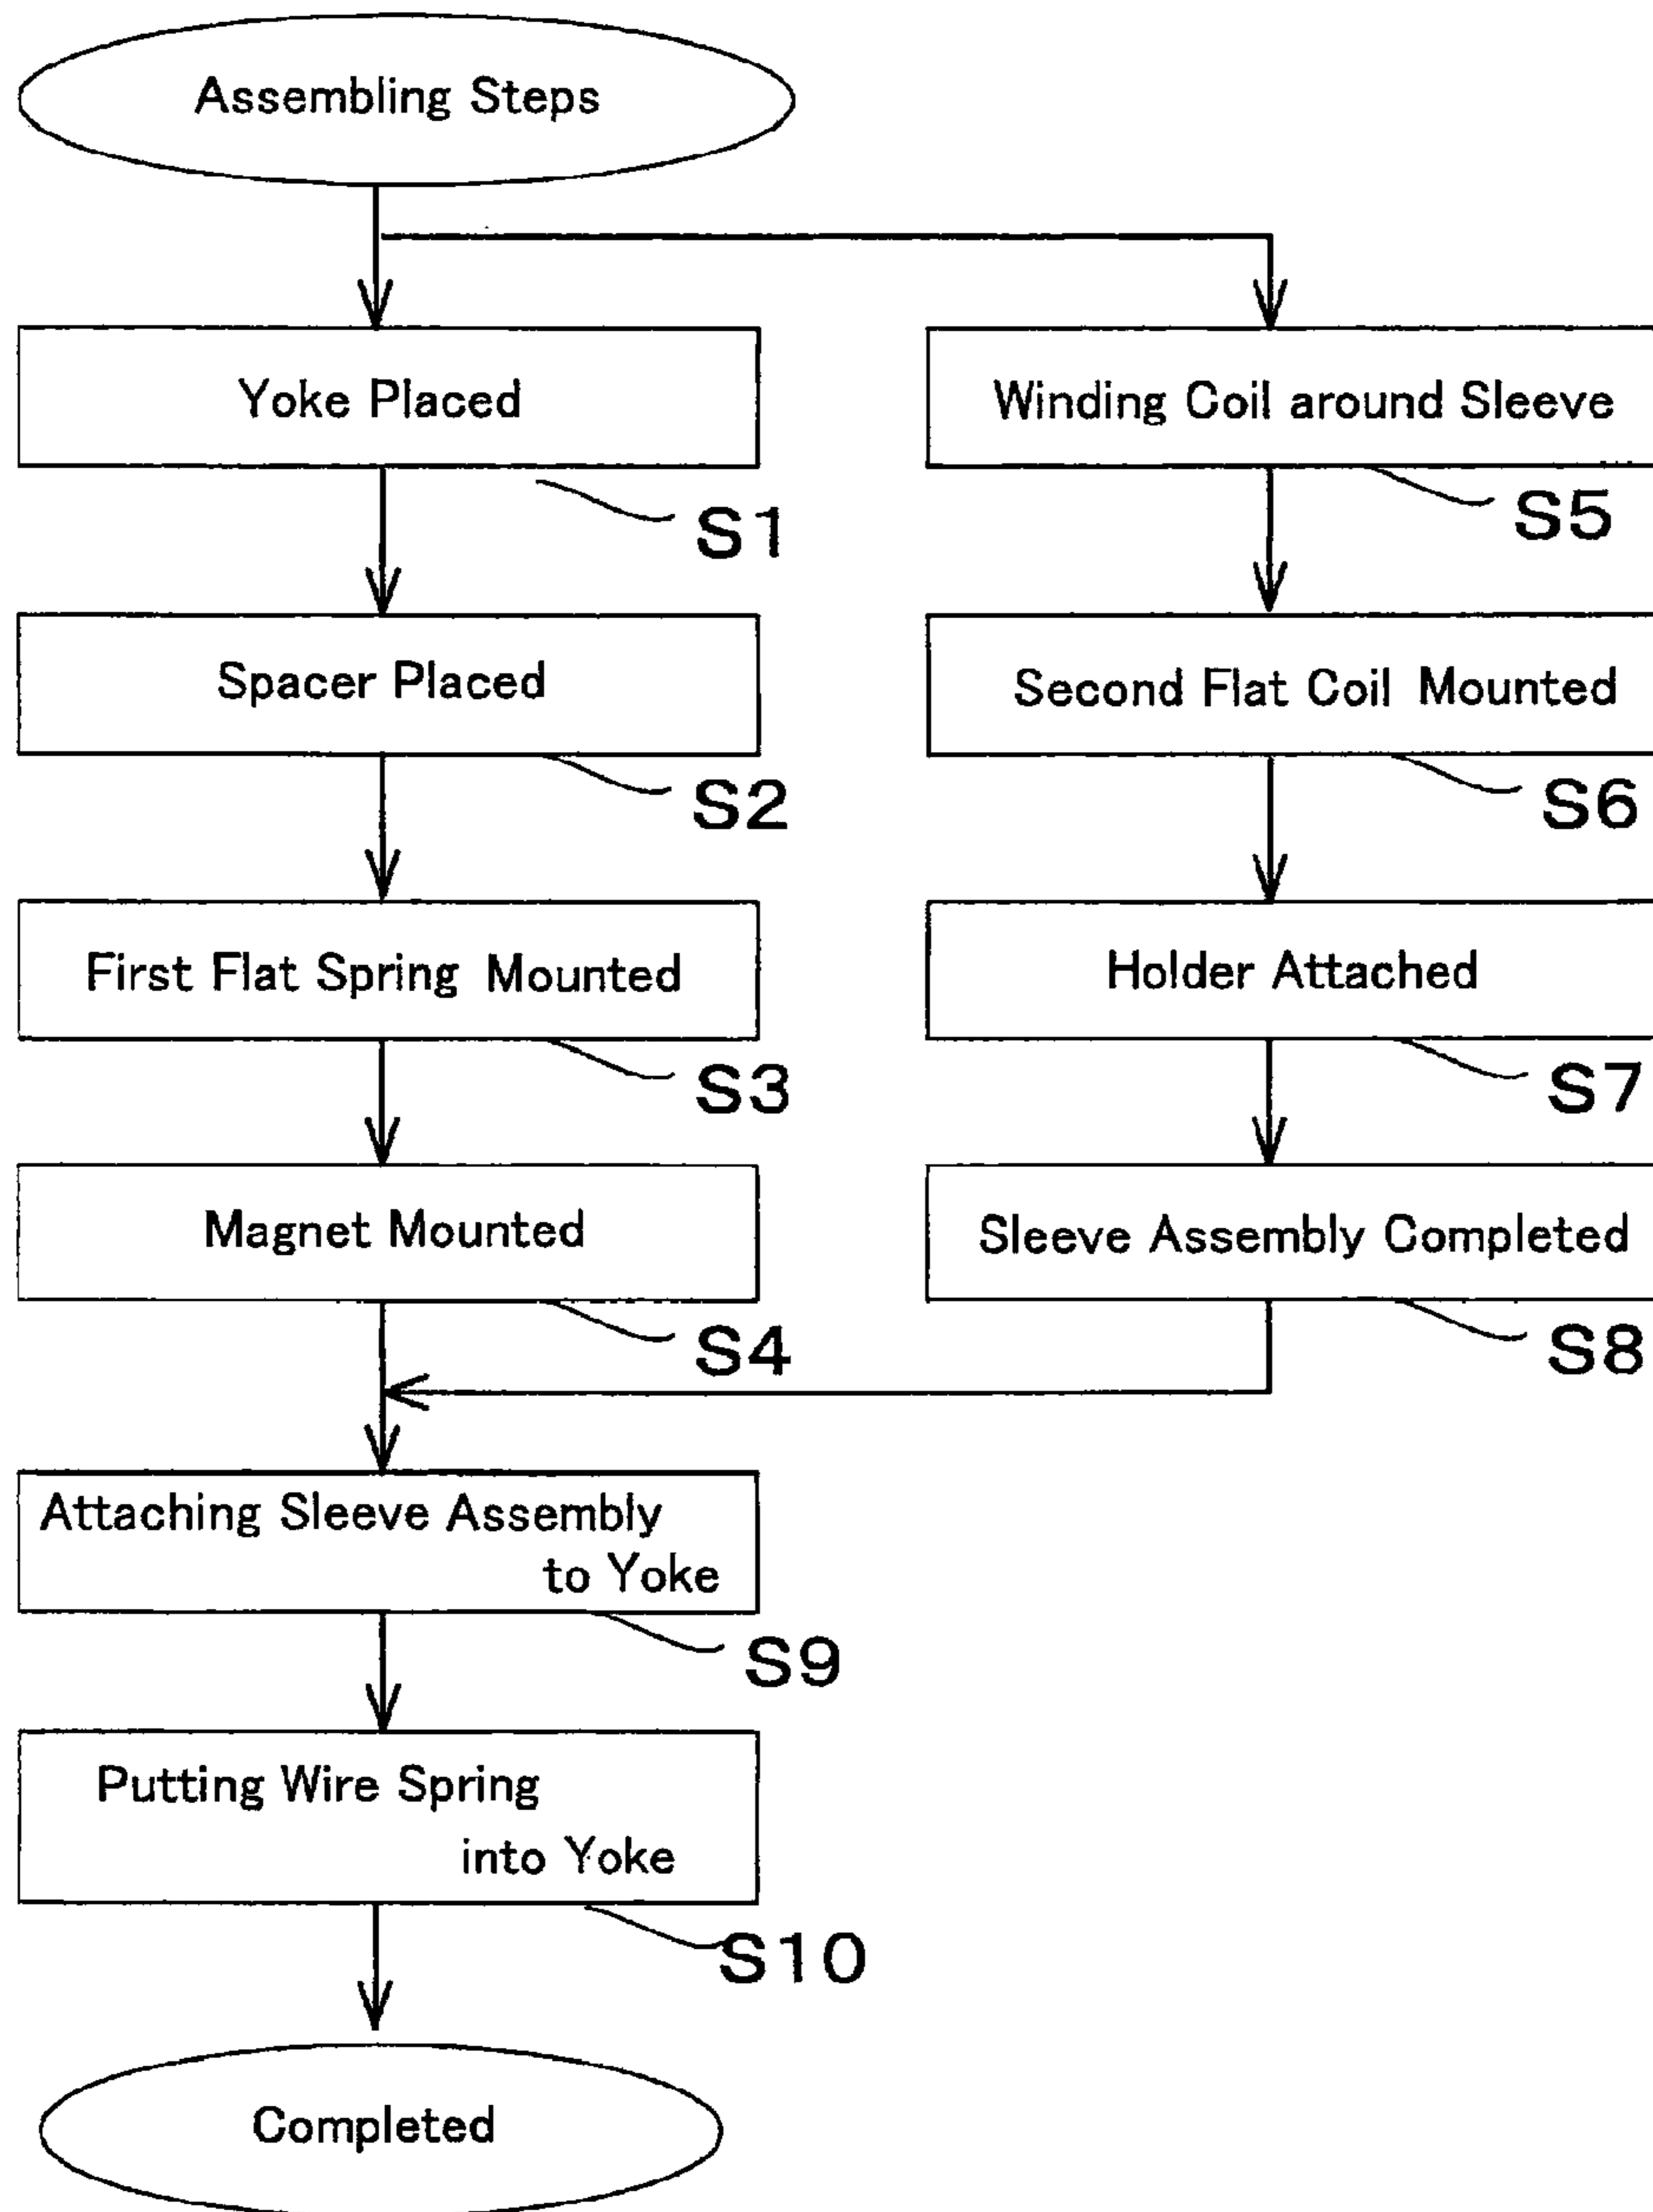 Assembling Steps
Yoke Placed
S1
Spacer Placed
S2
First Flat Spring Mounted
S3
Magnet Mounted
S4
Winding Coil around Sleeve
S5
Second Flat Coil Mounted
S6
Holder Attached
S7
Sleeve Assembly Completed
S8
Attaching Sleeve Assembly
to Yoke
S9
Putting Wire Spring
into Yoke
S10
Completed